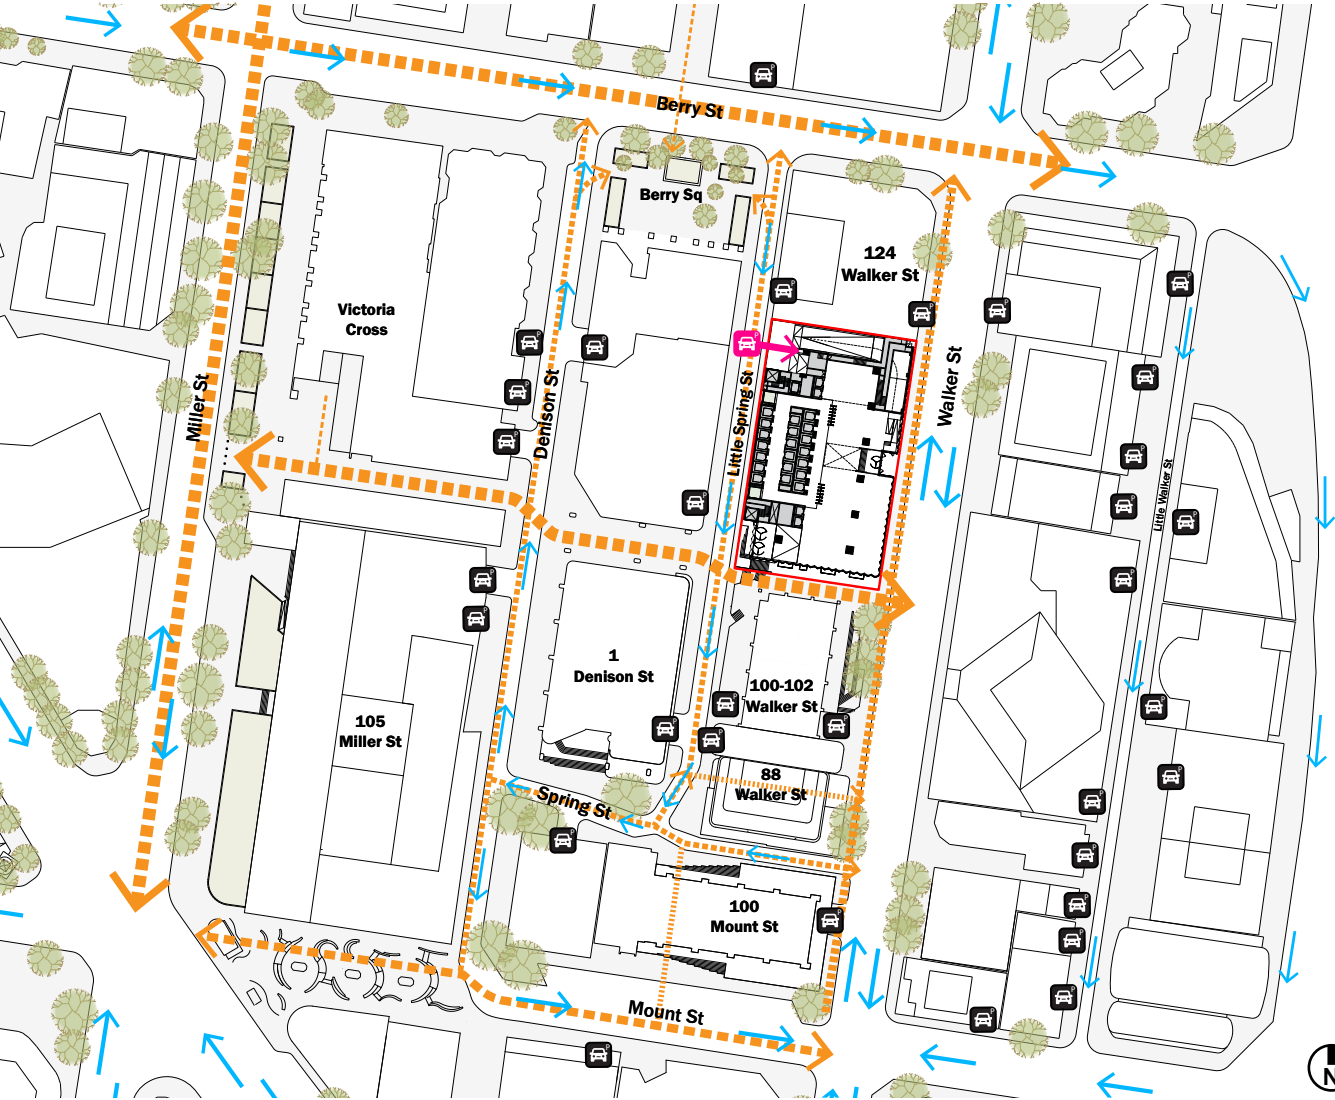 Berry St
Berry Sq
124
Walker St
Victoria
Cross
Miller St
Denison St
Little Spring St
Walker St
Little Walker St
1
Denison St
100-102
Walker St
105
Miller St
88
Walker St
Spring St
100
Mount St
Mount St
N